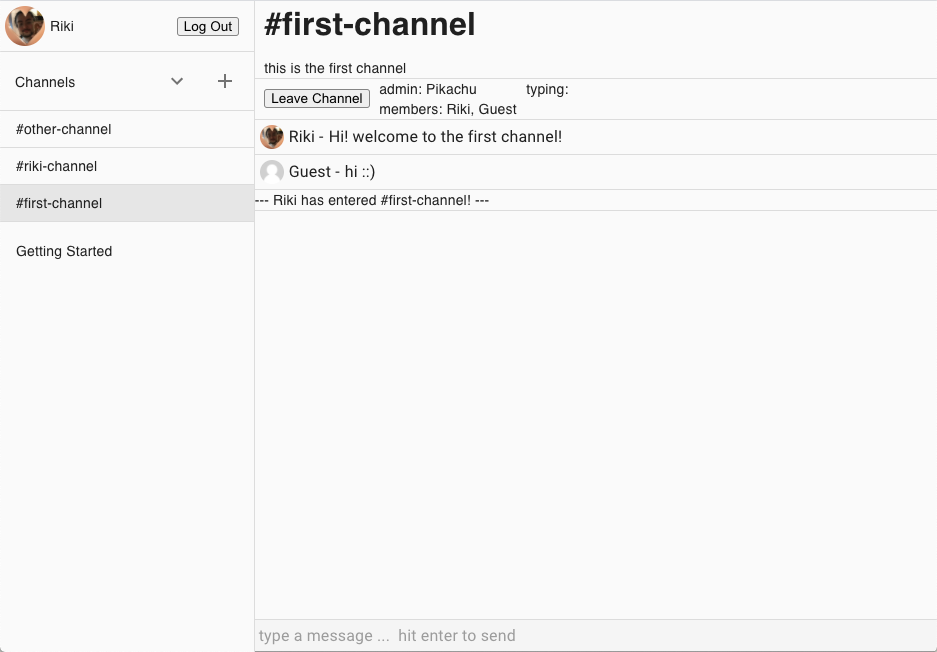 Riki
Log Out
Channels
#other-channel
#riki-channel
#first-channel
Getting Started
#first-channel
this is the first channel
Leave Channel
admin: Pikachu
typing:
members: Riki, Guest
Riki - Hi! welcome to the first channel!
Guest - hi ::)
--- Riki has entered #first-channel! ---
type a message ... hit enter to send